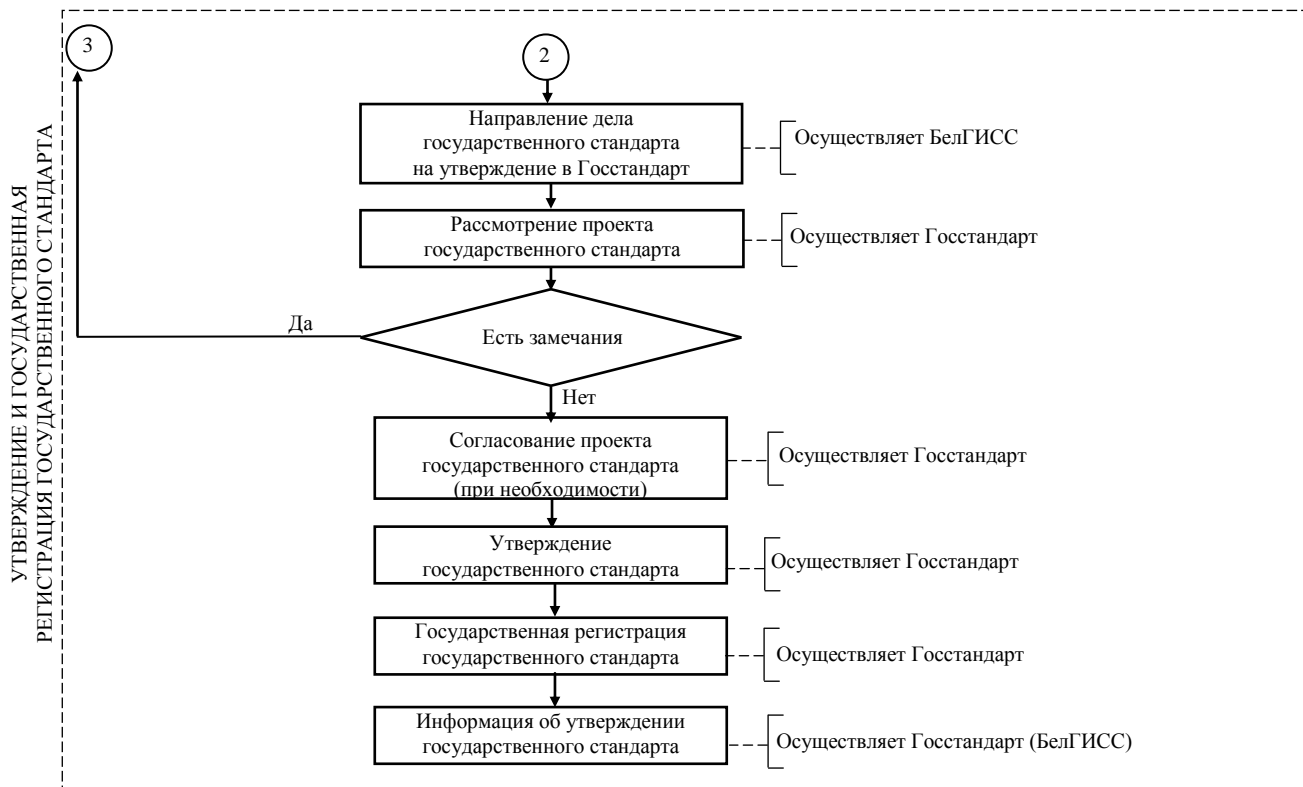 УТВЕРЖДЕНИЕ И ГОСУДАРСТВЕННАЯ
РЕГИСТРАЦИЯ ГОСУДАРСТВЕННОГО СТАНДАРТА
3
2
Направление дела
государственного стандарта
на утверждение в Госстандарт
Осуществляет БелГИСС
Рассмотрение проекта
государственного стандарта
Осуществляет Госстандарт
Да
Есть замечания
Нет
Согласование проекта
государственного стандарта
(при необходимости)
Осуществляет Госстандарт
Утверждение
государственного стандарта
Осуществляет Госстандарт
Государственная регистрация
государственного стандарта
Осуществляет Госстандарт
Информация об утверждении
государственного стандарта
Осуществляет Госстандарт (БелГИСС)